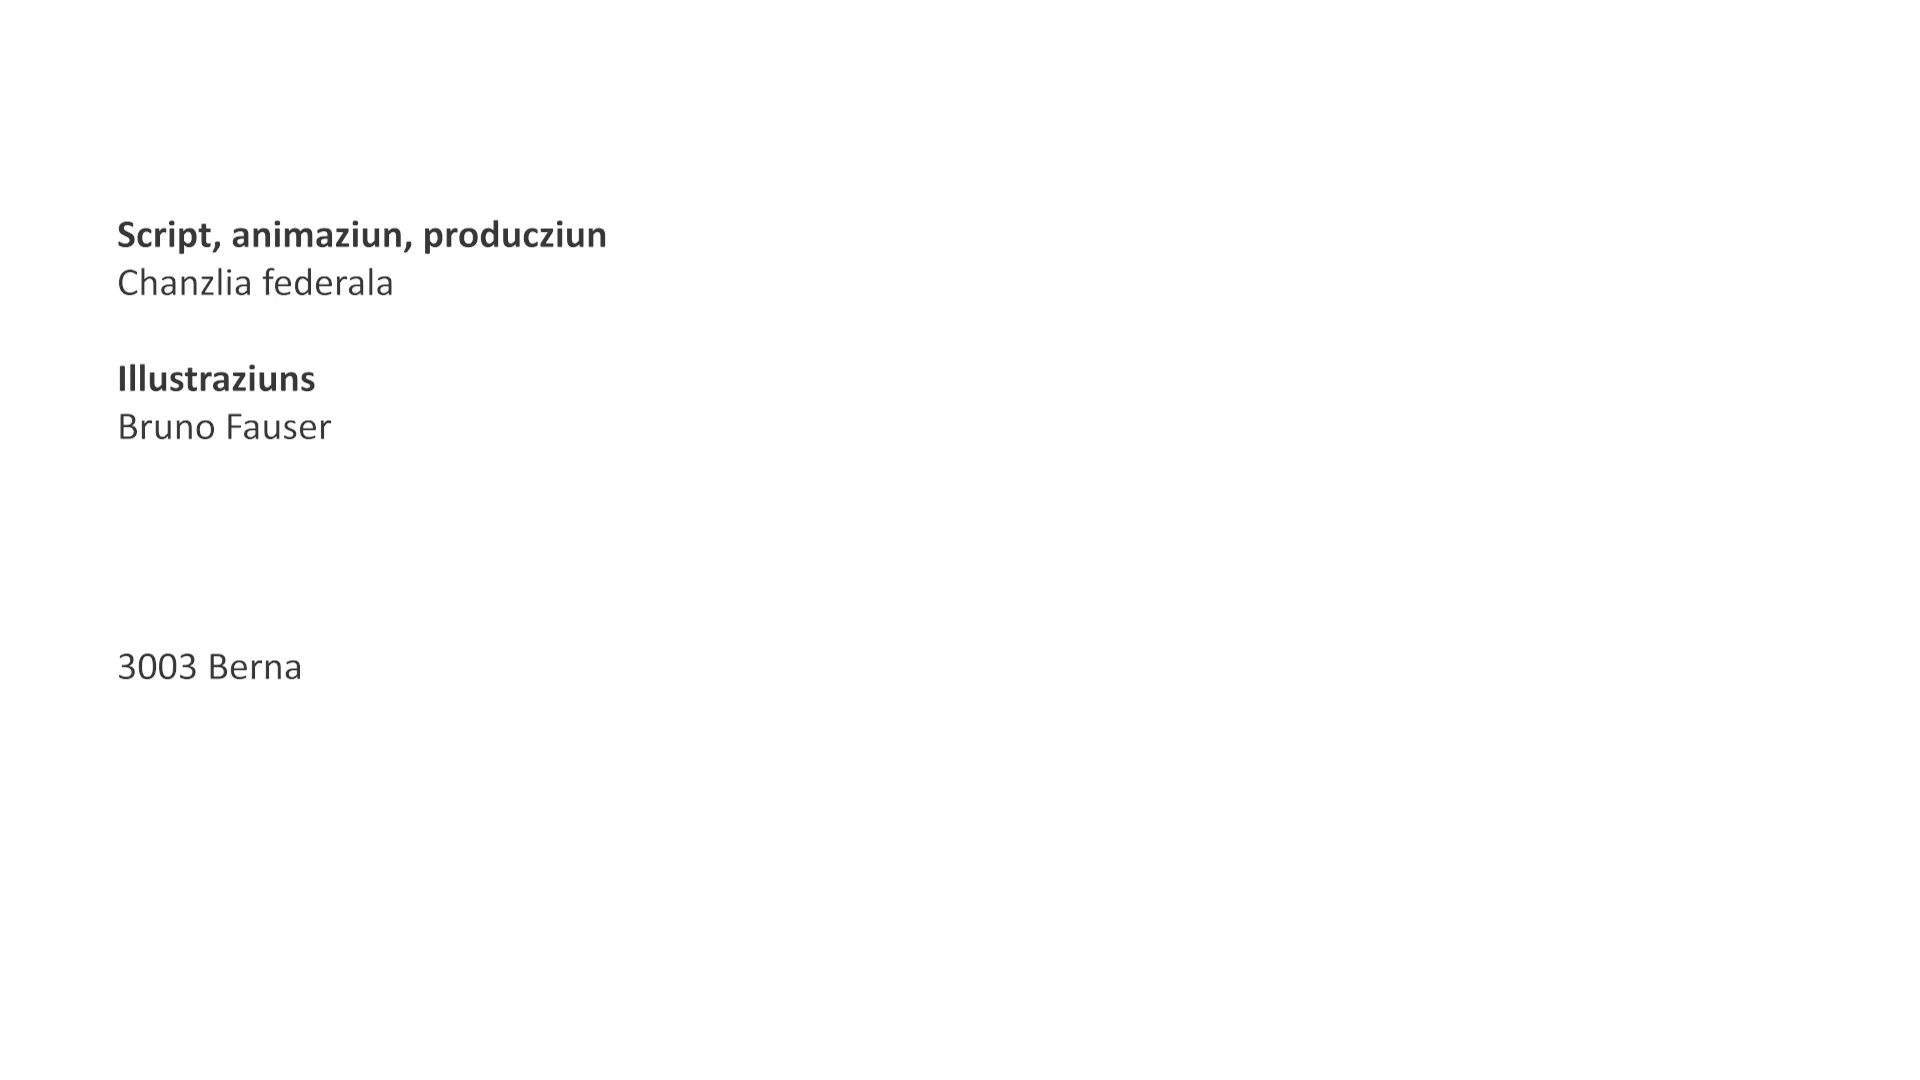 Script, animaziun, producziun
Chanzlia federala
Illustraziuns
Bruno Fauser
3003 Berna